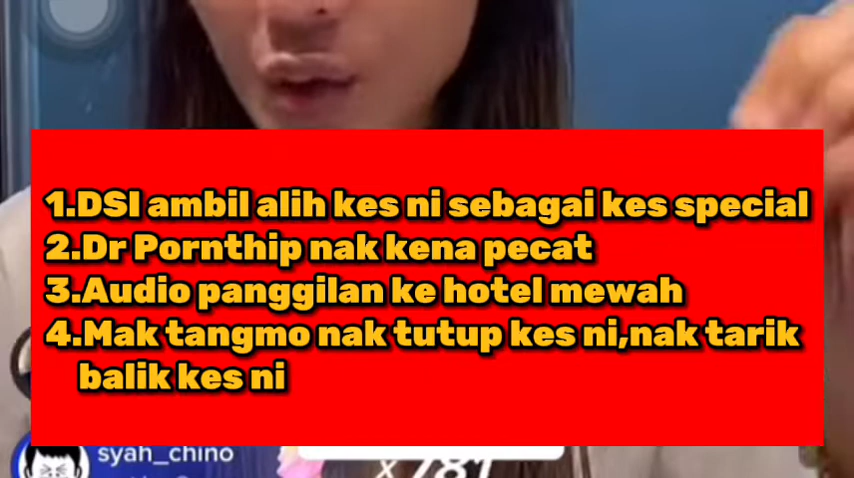 1.DSI ambil alih kes ni sebagai kes special
2.Dr Pornthip nak kena pecat
3.Audio panggilan ke hotel mewah
4.Mak tangmo nak tutup kes ni,nak tarik
balik kes ni
syah_chino
x 781